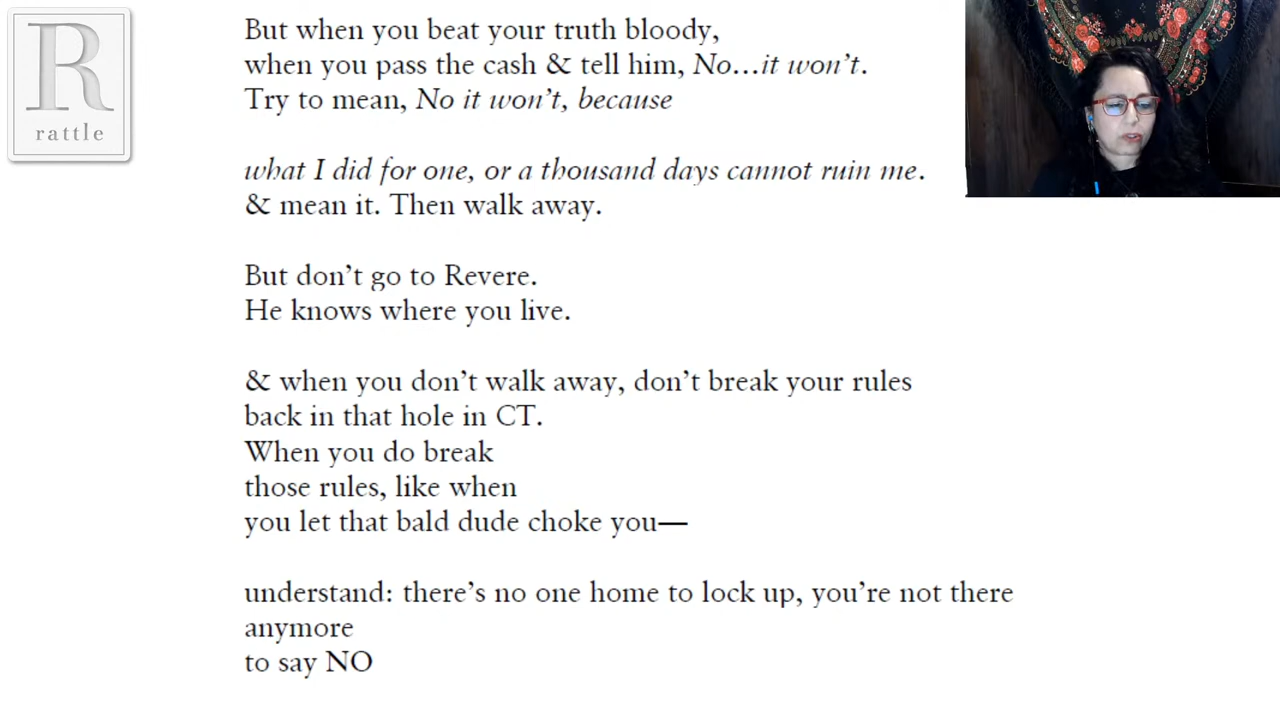 R
rattle
But when you beat your truth bloody,
when you pass the cash & tell him, No…it won't.
Try to mean, No it won't, because
what I did for one, or a thousand days cannot ruin me.
& mean it. Then walk away.
But don't go to Revere.
He knows where you live.
& when you don't walk away, don't break your rules
back in that hole in CT.
When you do break
those rules, like when
you let that bald dude choke you—
understand: there's no one home to lock up, you're not there
anymore
to say NO